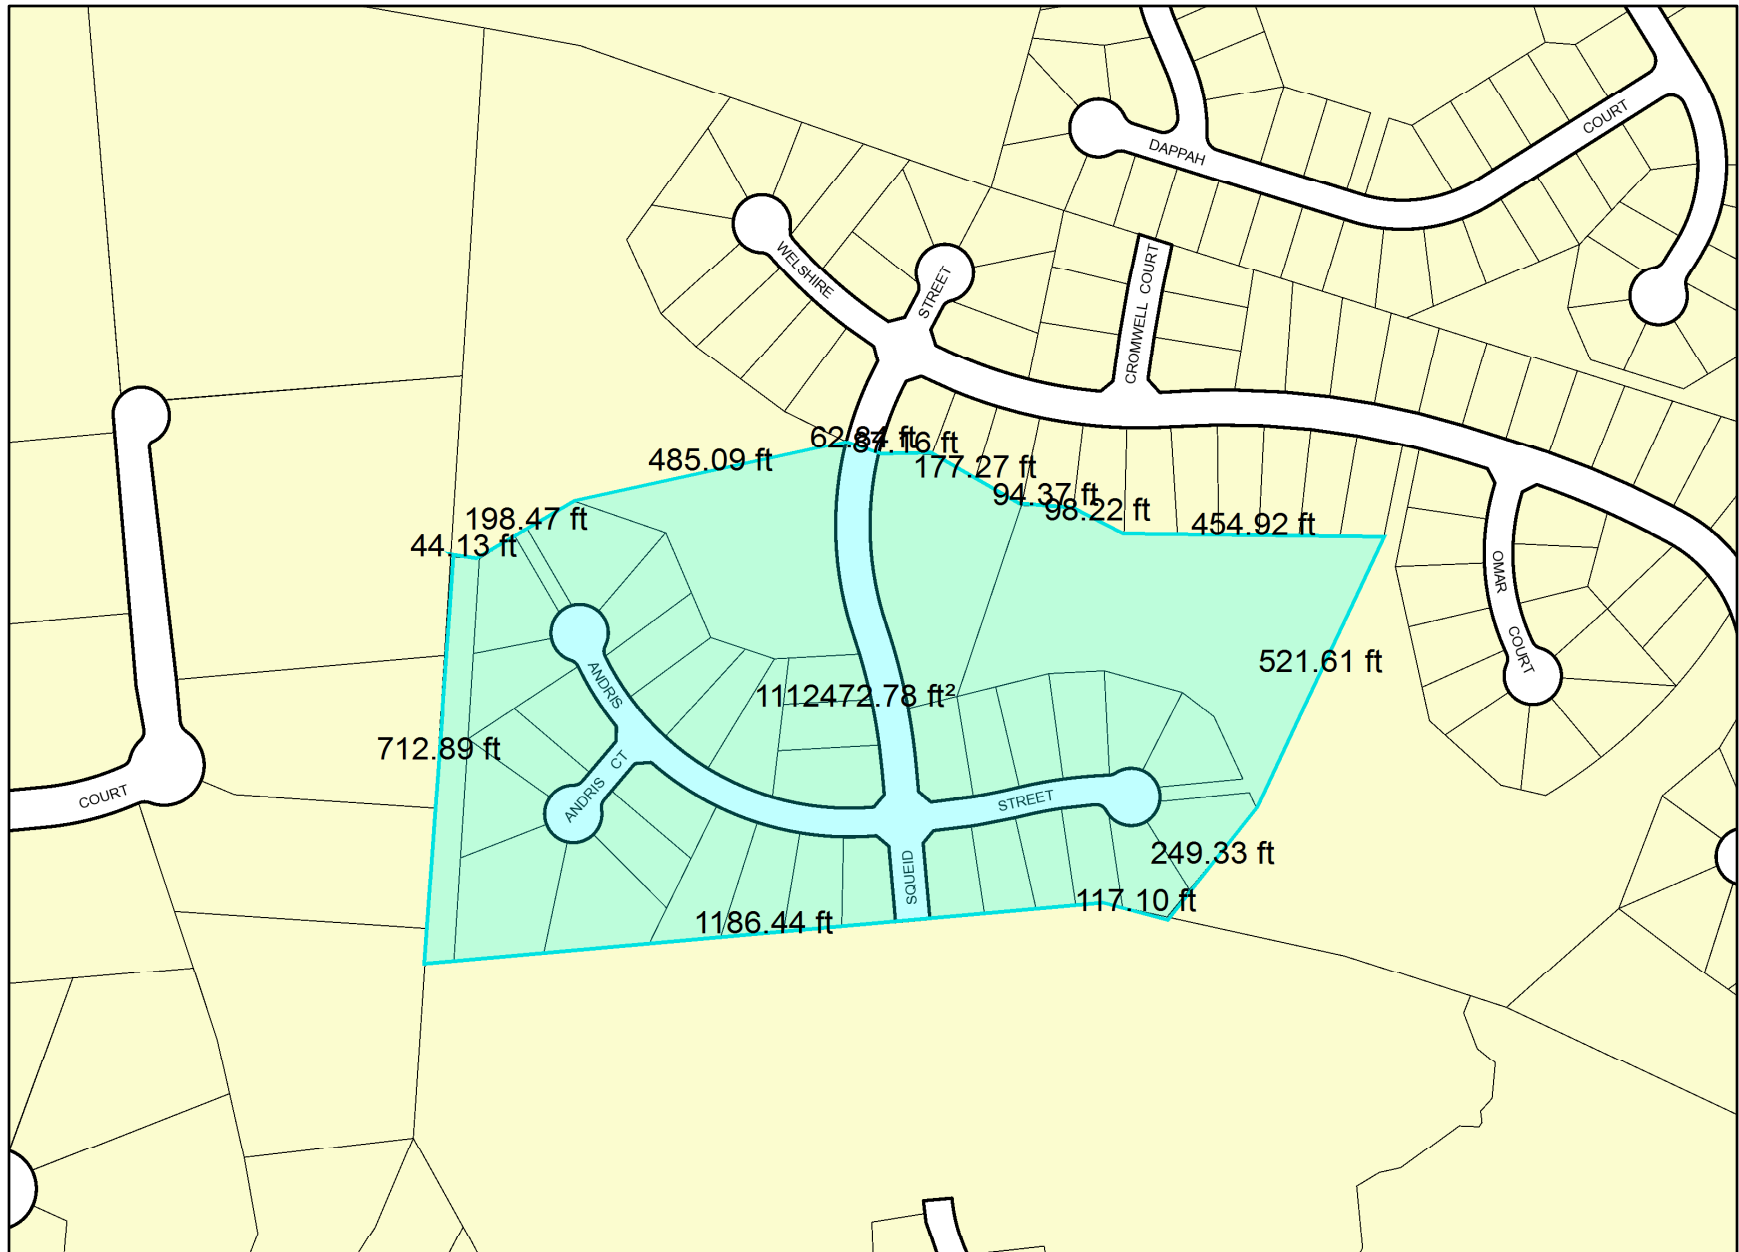 COURT
DAPPAH
WELSHIRE
STREET
CROMWELL COURT
62.84 ft
87.16 ft
485.09 ft
177.27 ft
94.37 ft
98.22 ft
198.47 ft
454.92 ft
44.13 ft
OMAR
COURT
521.61 ft
ANDRIS
1112472.78 ft²
712.89 ft
ANDRIS CT
COURT
STREET
249.33 ft
SQUEID
117.10 ft
1186.44 ft